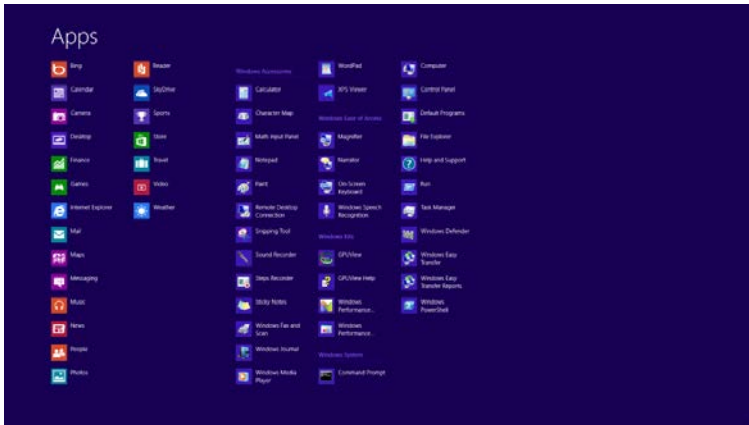 Apps
Bing
Calendar
Camera
Desktop
Finance
Games
Internet Explorer
Mail
Maps
Messaging
Music
News
People
Photos
Reader
SkyDrive
Sports
Store
Travel
Video
Weather
Windows Accessories
Calculator
Character Map
Math Input Panel
Notepad
Paint
Remote Desktop
Connection
Snipping Tool
Sound Recorder
Steps Recorder
Sticky Notes
Windows Fax and
Scan
Windows Journal
Windows Media
Player
WordPad
XPS Viewer
Windows Ease of Access
Magnifier
Narrator
On-Screen
Keyboard
Windows Speech
Recognition
Windows Kits
GPUView
GPUView Help
Windows
Performance...
Windows
Performance...
Windows System
Command Prompt
Computer
Control Panel
Default Programs
File Explorer
Help and Support
Run
Task Manager
Windows Defender
Windows Easy
Transfer
Windows Easy
Transfer Reports
Windows
PowerShell